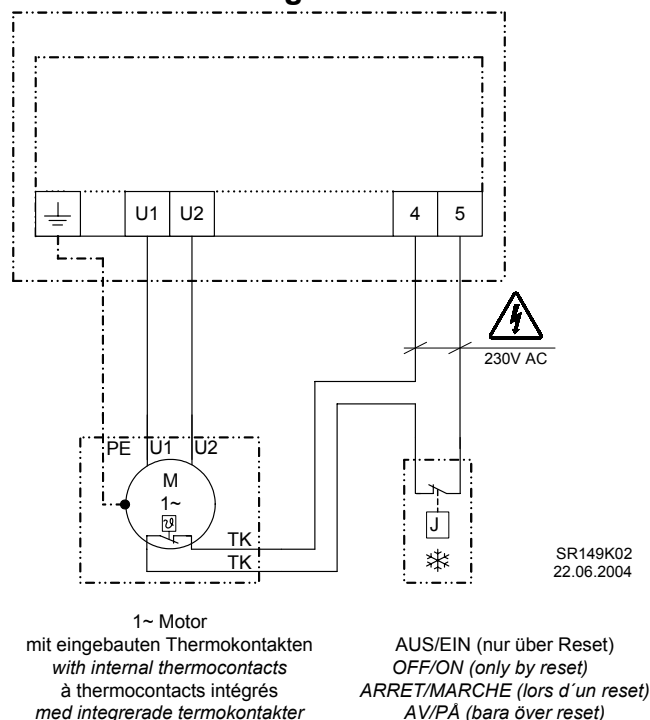 U1 U2 4 5
230V AC
PE U1 U2
M
1~
ϑ
TK
TK
J
SR149K02
22.06.2004
1~ Motor
mit eingebauten Thermokontakten
with internal thermocontacts
à thermocontacts intégrés
med integrerade termokontakter
AUS/EIN (nur über Reset)
OFF/ON (only by reset)
ARRET/MARCHE (lors d´un reset)
AV/PÅ (bara över reset)